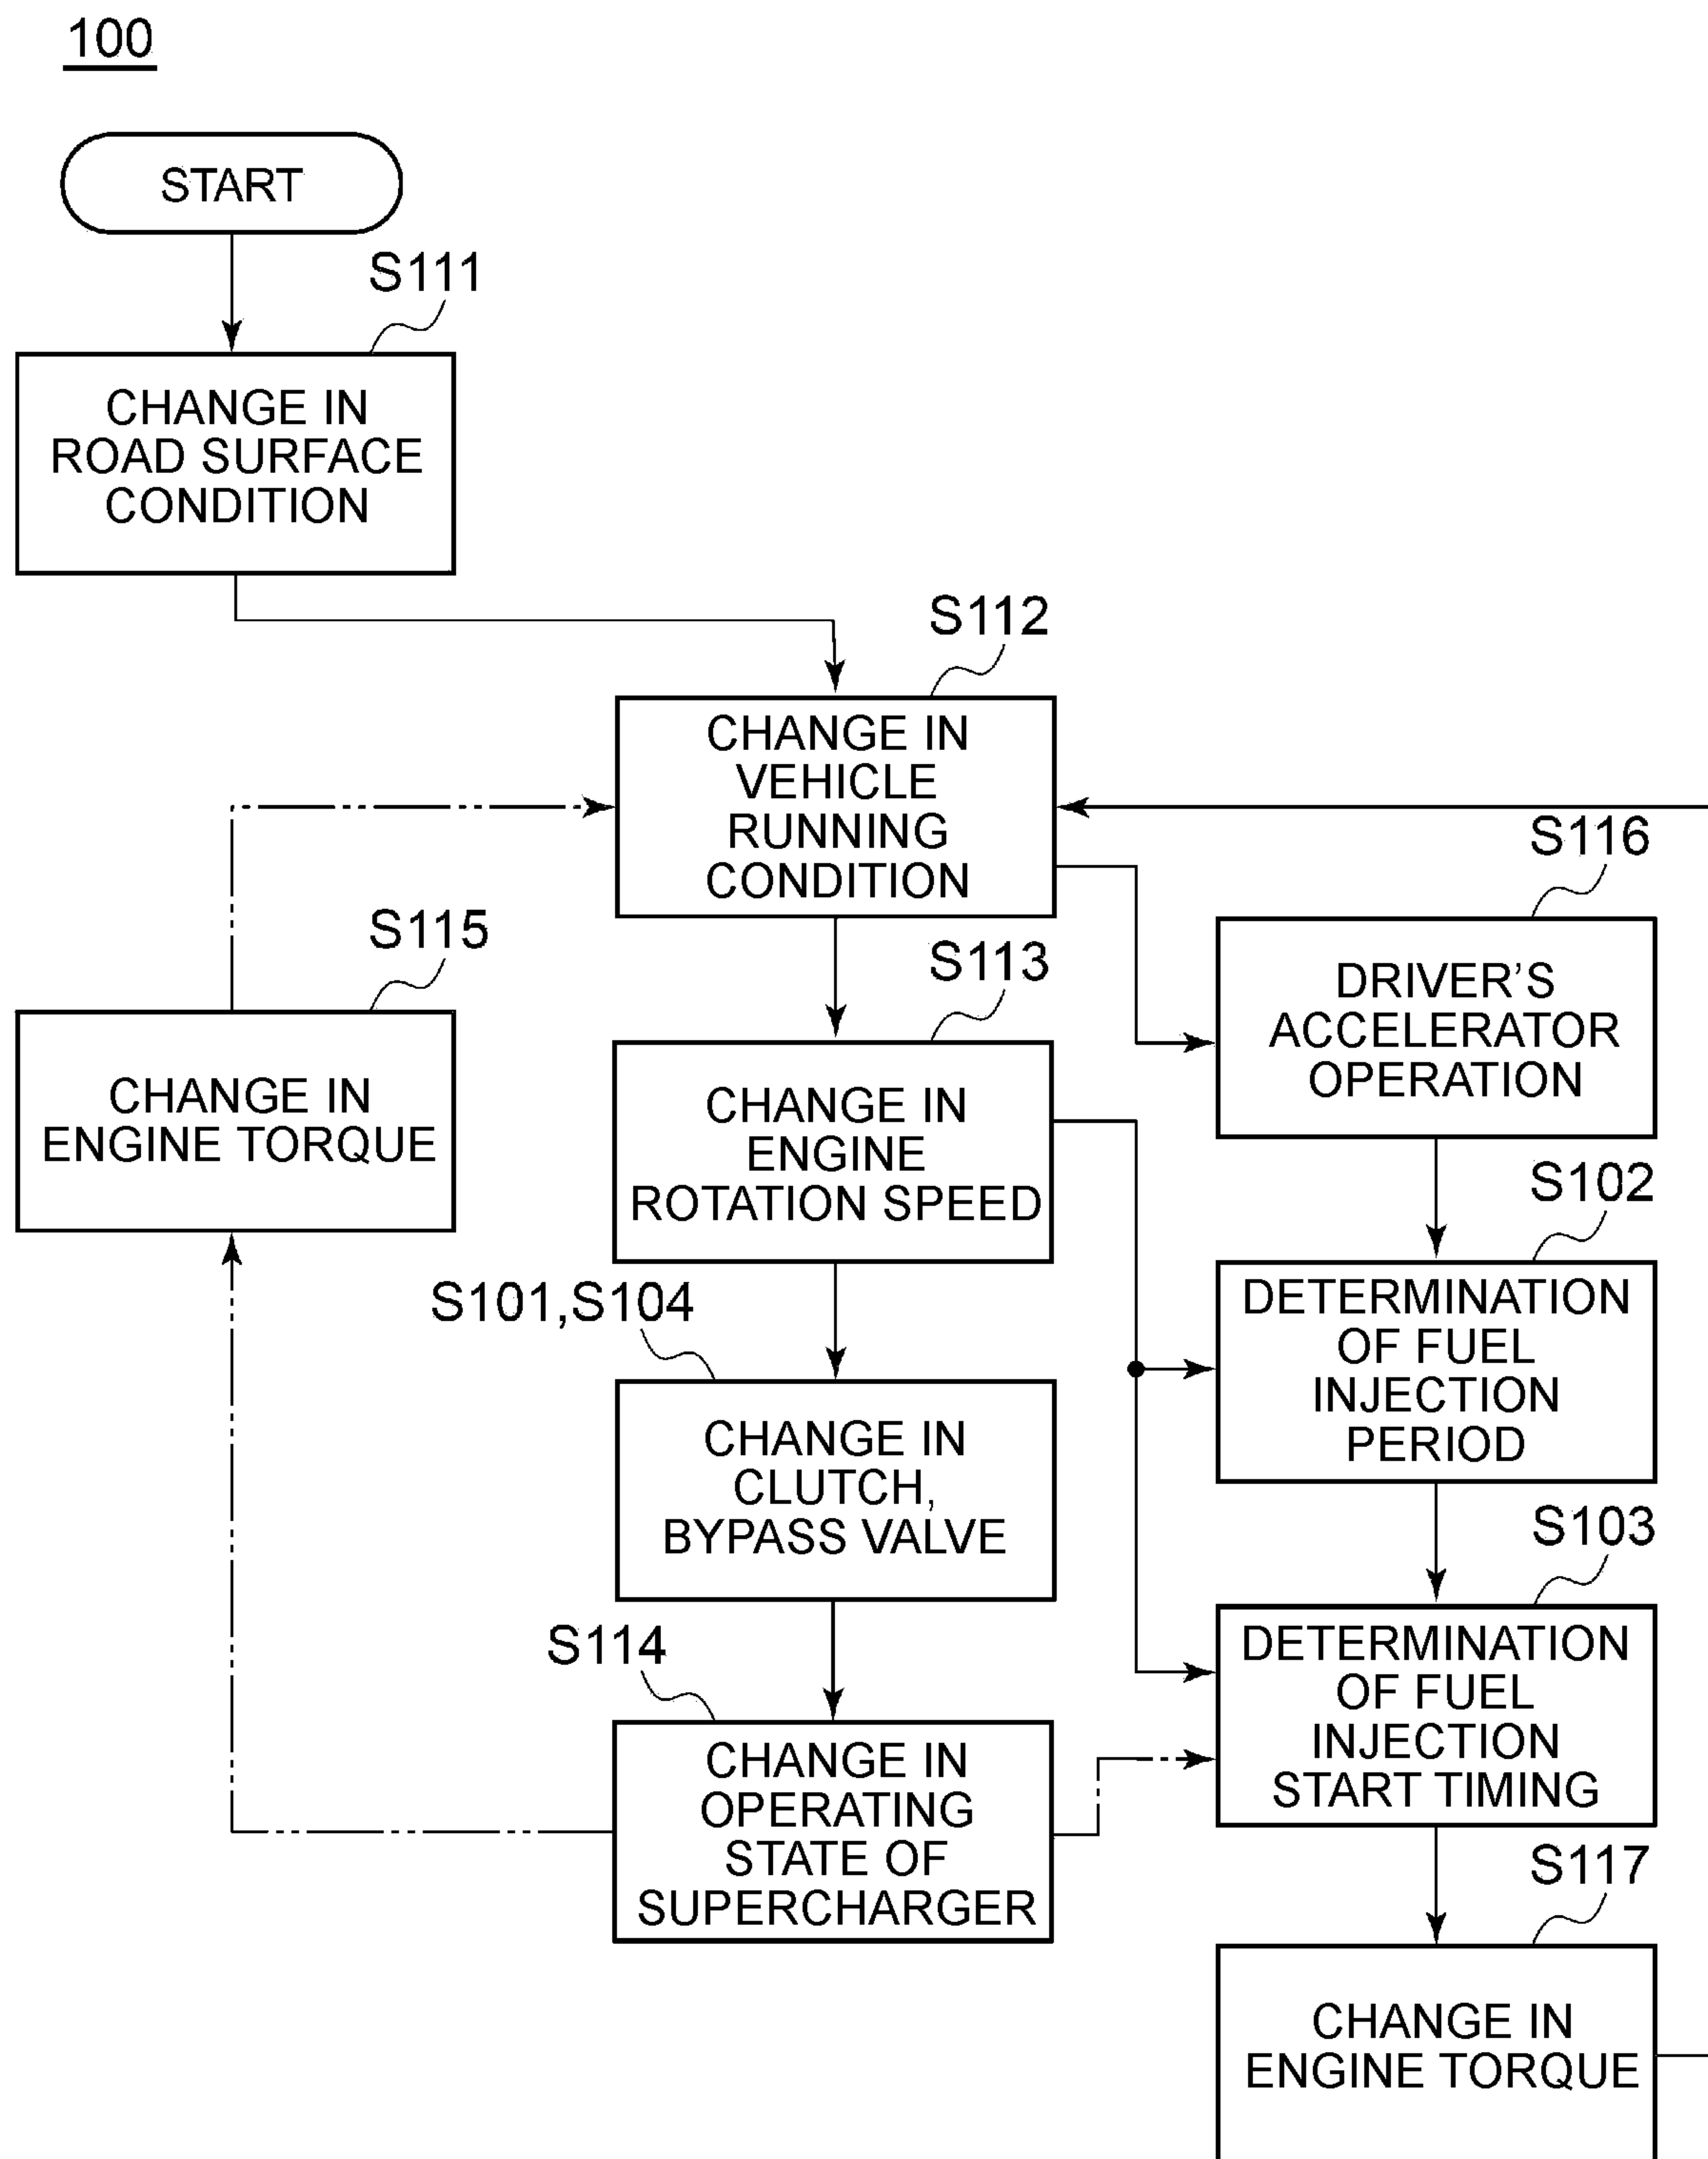 100
START
S111
CHANGE IN
ROAD SURFACE
CONDITION
S112
CHANGE IN
VEHICLE
RUNNING
CONDITION
S116
DRIVER’S
ACCELERATOR
OPERATION
S115
CHANGE IN
ENGINE TORQUE
S113
CHANGE IN
ENGINE
ROTATION SPEED
S102
DETERMINATION
OF FUEL
INJECTION
PERIOD
S101,S104
CHANGE IN
CLUTCH,
BYPASS VALVE
S103
DETERMINATION
OF FUEL
INJECTION
START TIMING
S114
CHANGE IN
OPERATING
STATE OF
SUPERCHARGER
S117
CHANGE IN
ENGINE TORQUE